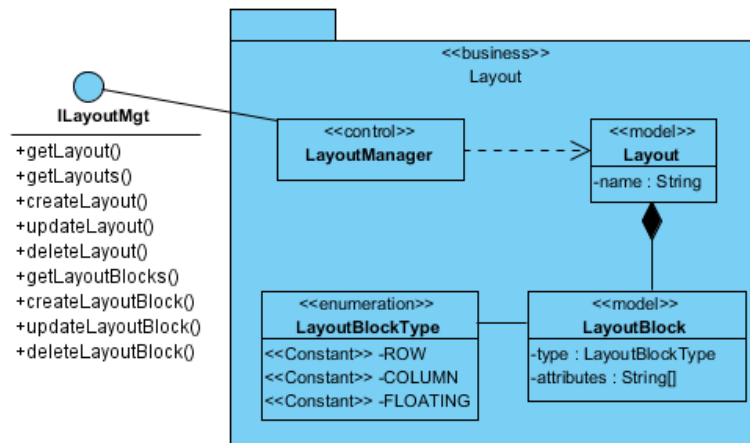 <<business>>
Layout
ILayoutMgt
+getLayout()
+getLayouts()
+createLayout()
+updateLayout()
+deleteLayout()
+getLayoutBlocks()
+createLayoutBlock()
+updateLayoutBlock()
+deleteLayoutBlock()
<<control>>
LayoutManager
<<model>>
Layout
-name : String
<<enumeration>>
LayoutBlockType
<<Constant>> -ROW
<<Constant>> -COLUMN
<<Constant>> -FLOATING
<<model>>
LayoutBlock
-type : LayoutBlockType
-attributes : String[]